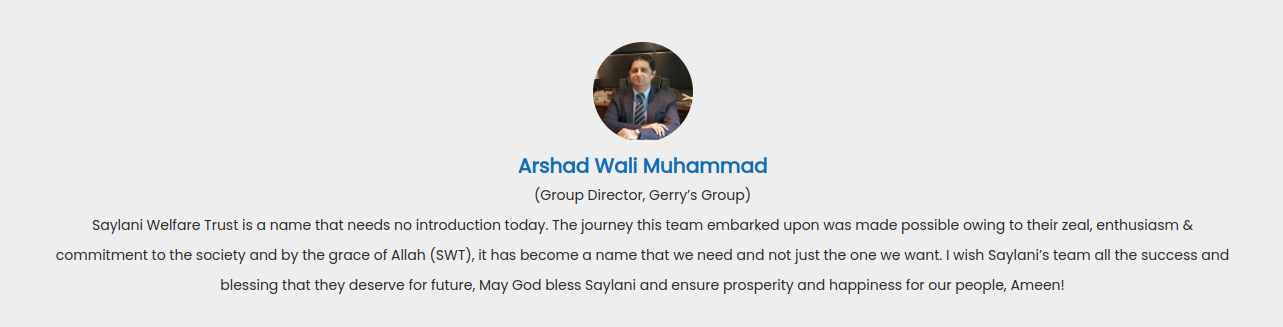 Arshad Wali Muhammad
(Group Director, Gerry’s Group)
Saylani Welfare Trust is a name that needs no introduction today. The journey this team embarked upon was made possible owing to their zeal, enthusiasm &
commitment to the society and by the grace of Allah (SWT), it has become a name that we need and not just the one we want. I wish Saylani’s team all the success and
blessing that they deserve for future, May God bless Saylani and ensure prosperity and happiness for our people, Ameen!